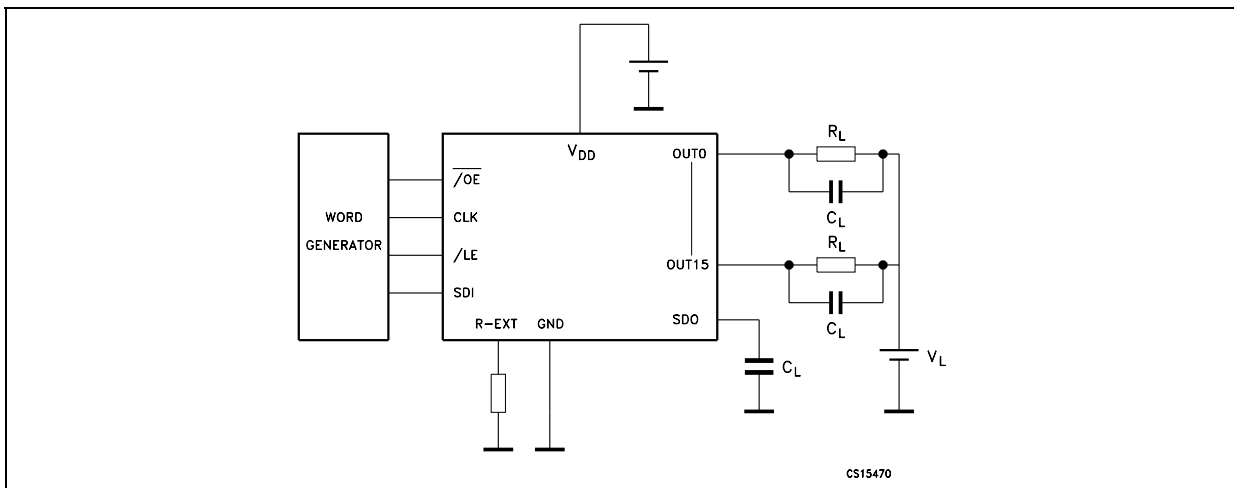 V_DD
OUT0
R_L
C_L
/OE
CLK
/LE
SDI
WORD
GENERATOR
R_L
OUT15
C_L
R-EXT
GND
SDO
C_L
V_L
CS15470